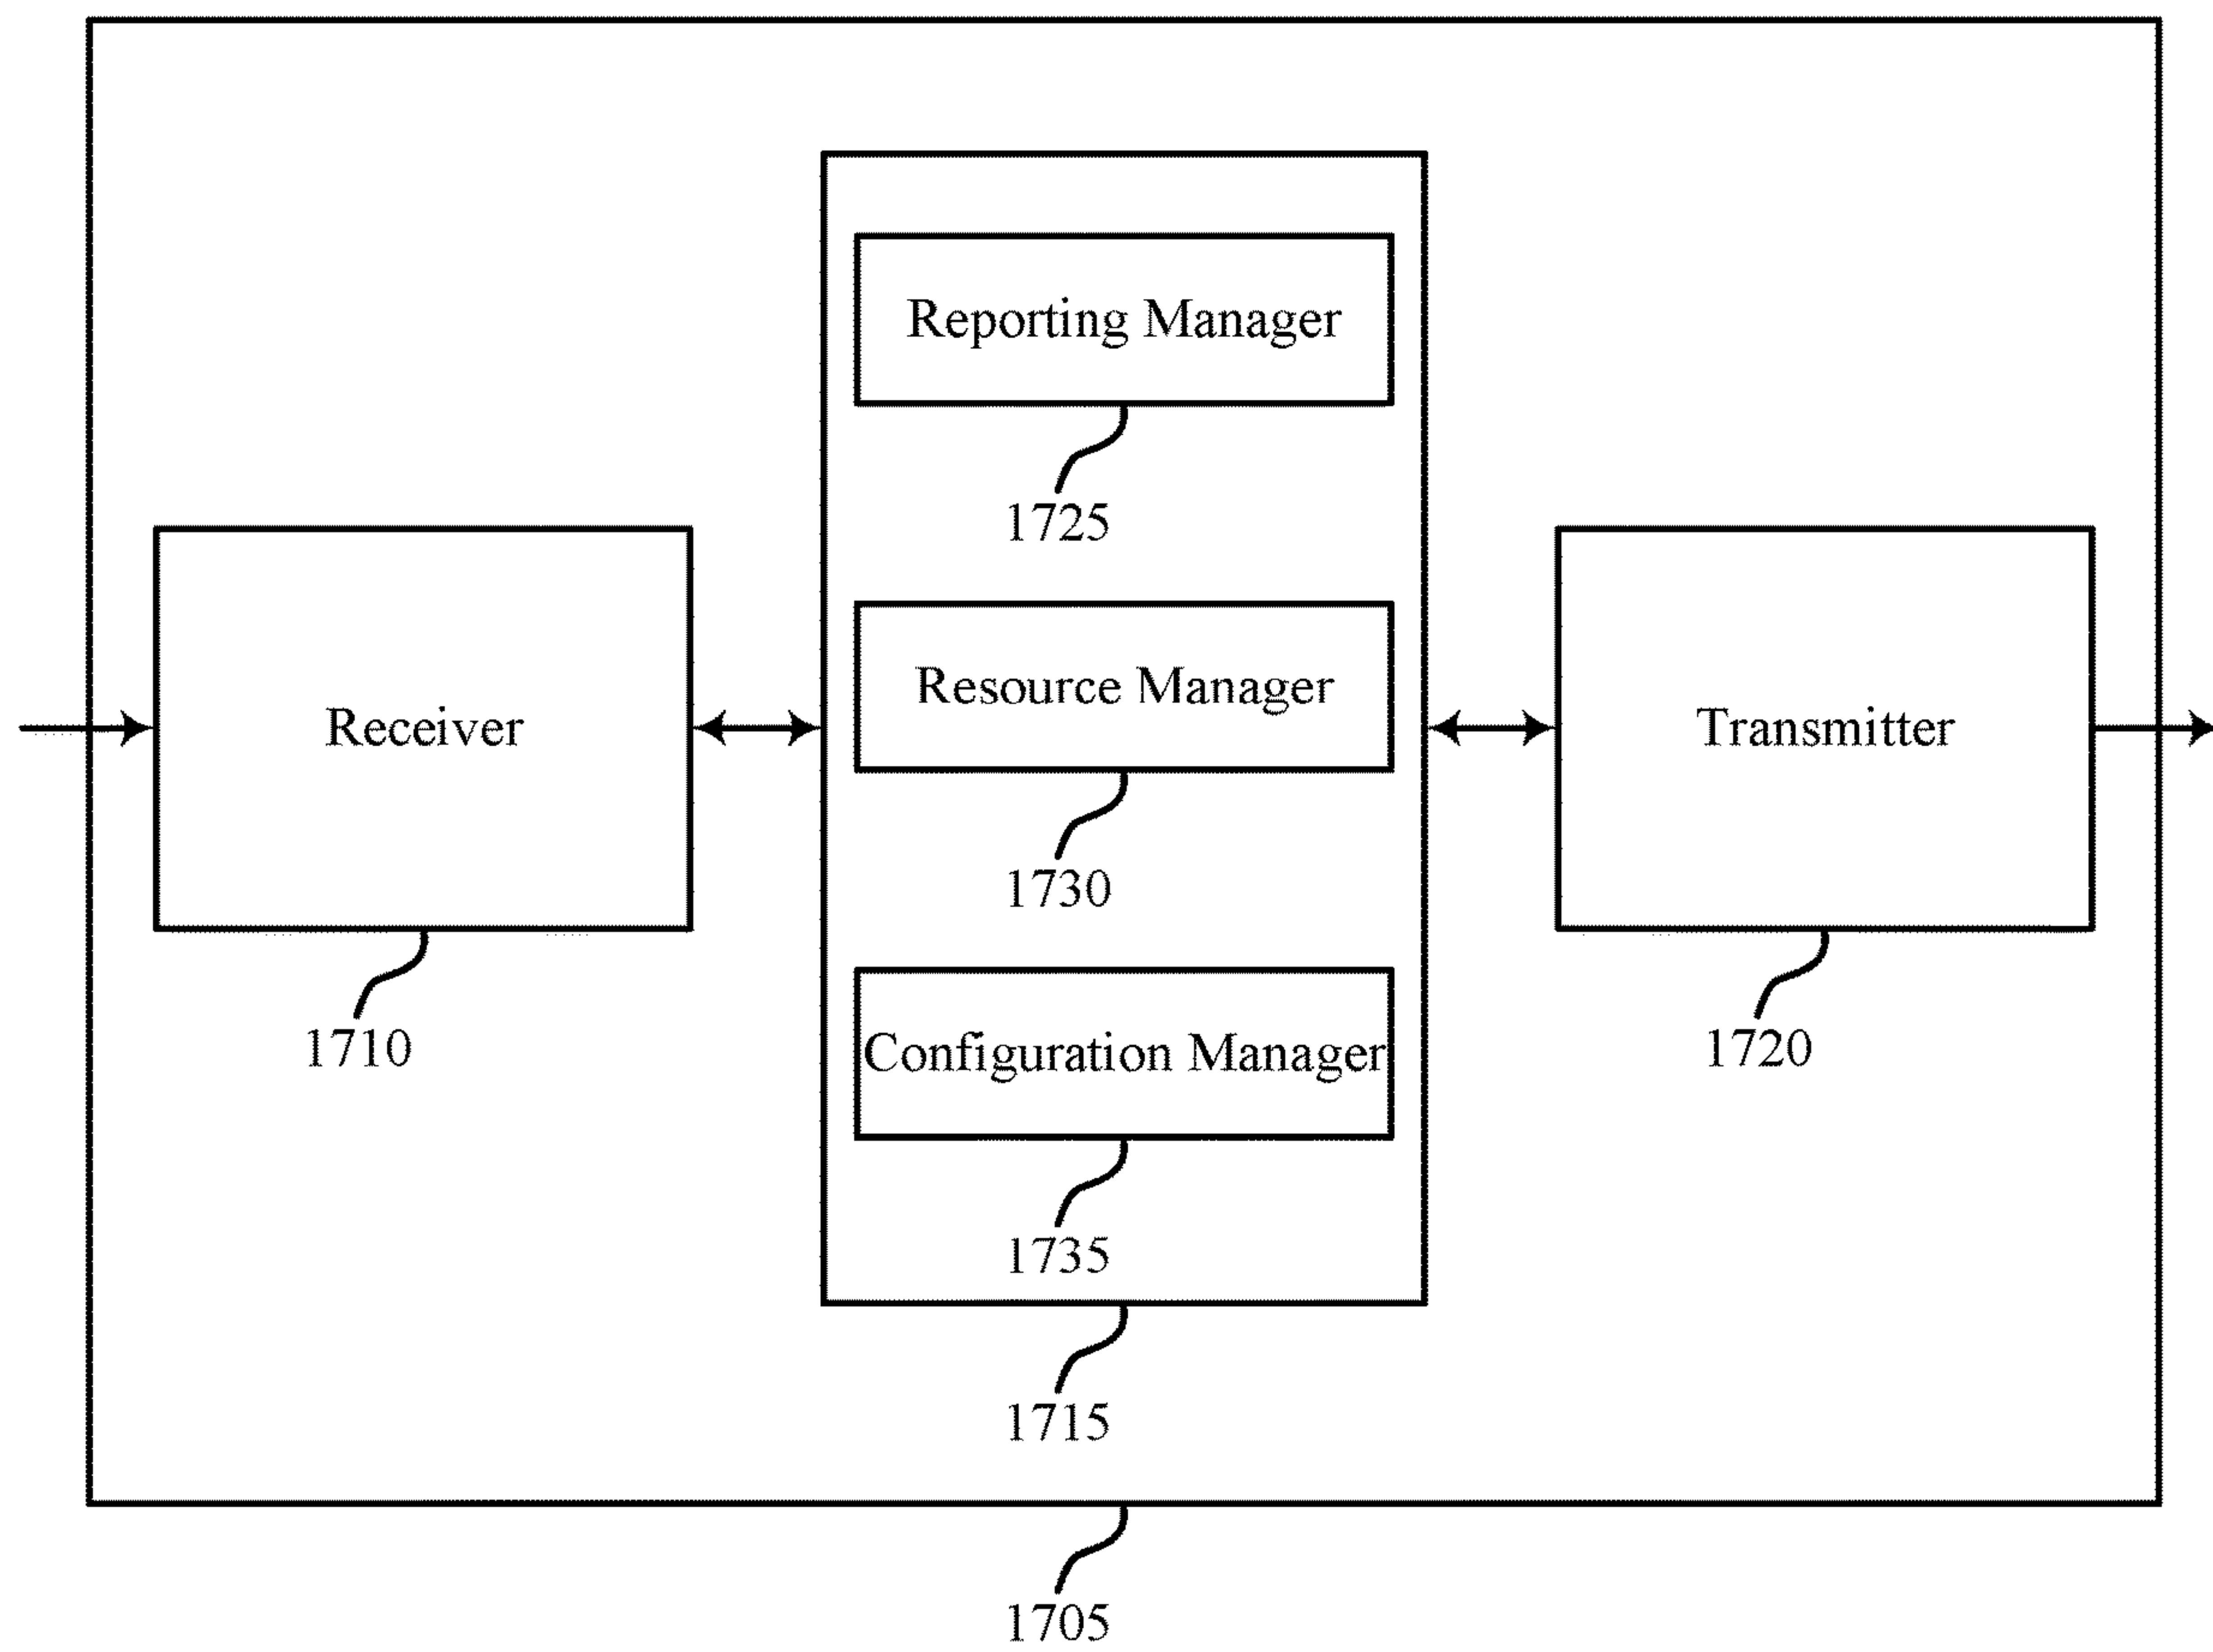 Reporting Manager
1725
Receiver
Resource Manager
Transmitter
1730
1710
Configuration Manager
1720
1735
1715
1705